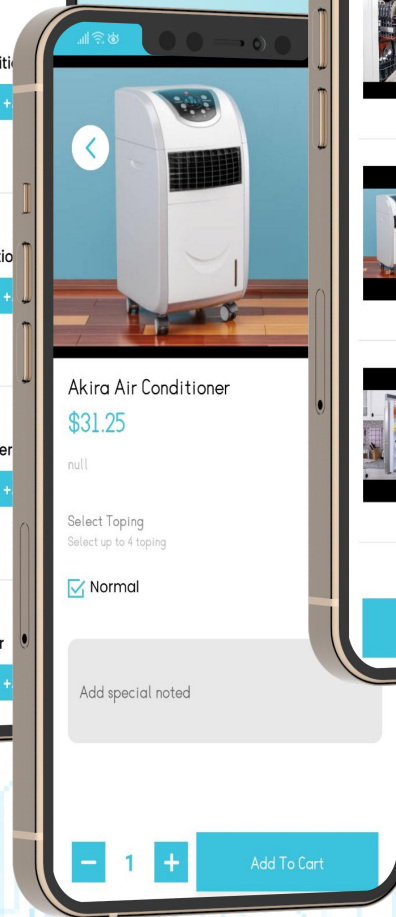 Akira Air Conditioner
$31.25
null
Select Toping
Select up to 4 toping
Normal
Add special noted
1
Add To Cart